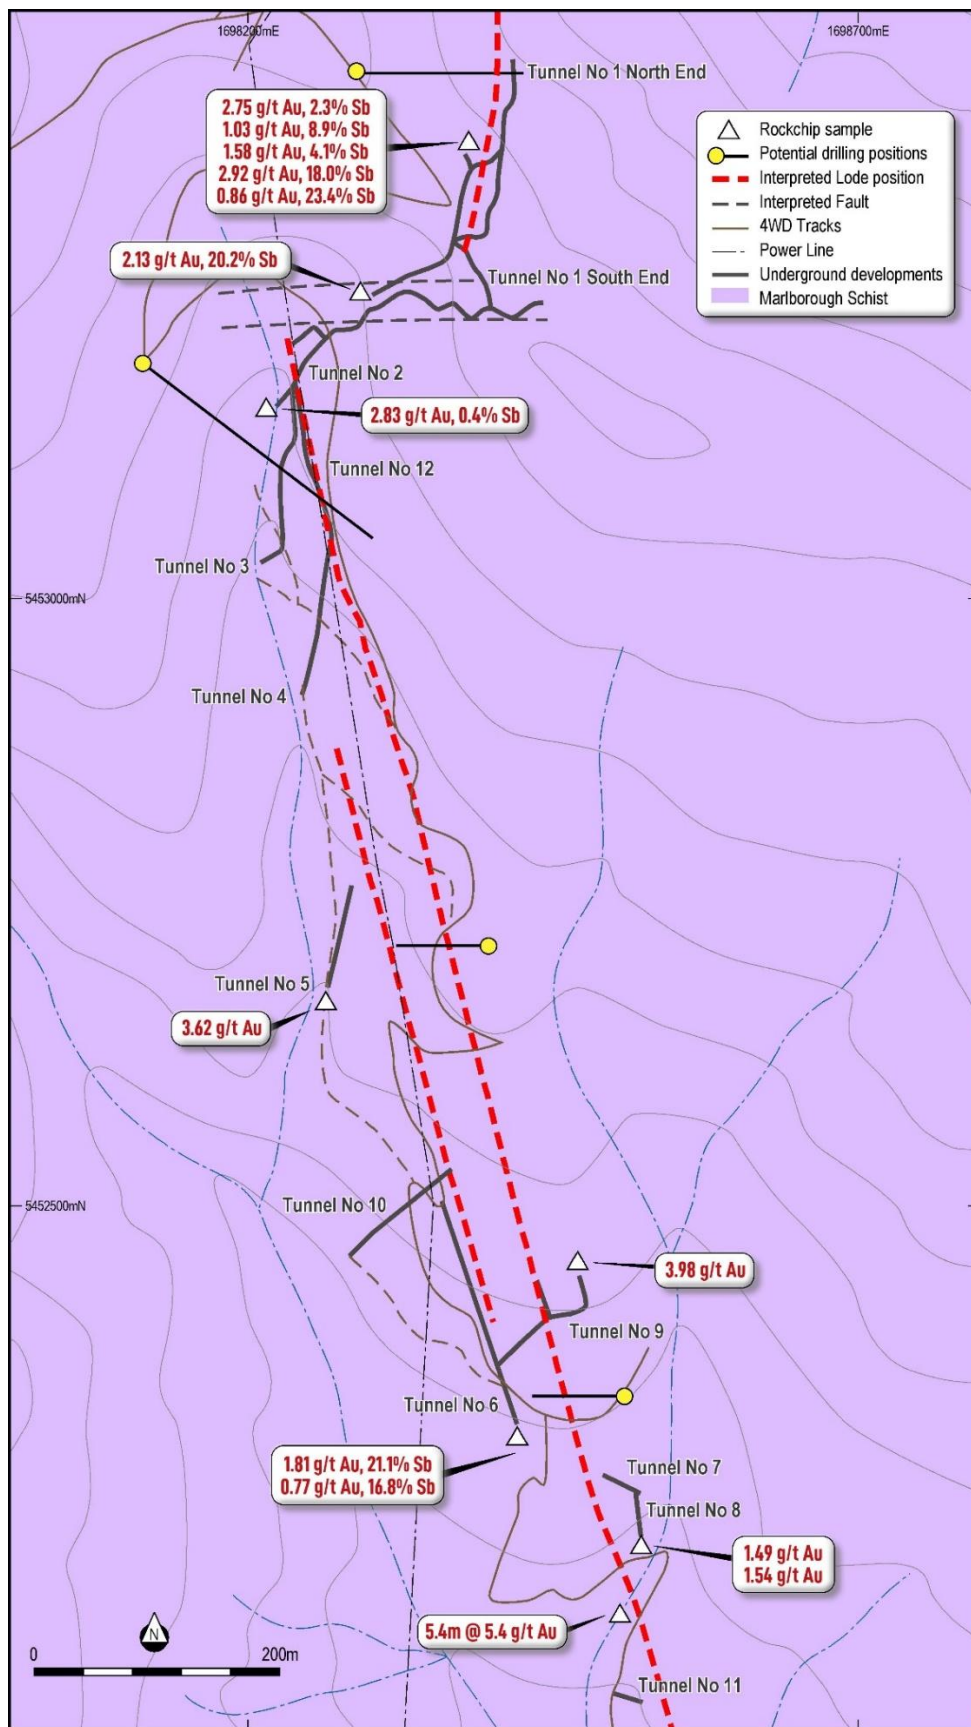 1698200mE
1698700mE
Tunnel No 1 North End
2.75 g/t Au, 2.3% Sb
1.03 g/t Au, 8.9% Sb
1.58 g/t Au, 4.1% Sb
2.92 g/t Au, 18.0% Sb
0.86 g/t Au, 23.4% Sb
Rockchip sample
Potential drilling positions
Interpreted Lode position
Interpreted Fault
4WD Tracks
Power Line
Underground developments
Marlborough Schist
2.13 g/t Au, 20.2% Sb
Tunnel No 1 South End
Tunnel No 2
2.83 g/t Au, 0.4% Sb
Tunnel No 12
Tunnel No 3
5453000mN
Tunnel No 4
Tunnel No 5
3.62 g/t Au
Tunnel No 10
5452500mN
3.98 g/t Au
Tunnel No 9
Tunnel No 6
1.81 g/t Au, 21.1% Sb
0.77 g/t Au, 16.8% Sb
Tunnel No 7
Tunnel No 8
1.49 g/t Au
1.54 g/t Au
5.4m @ 5.4 g/t Au
N
0
200m
Tunnel No 11